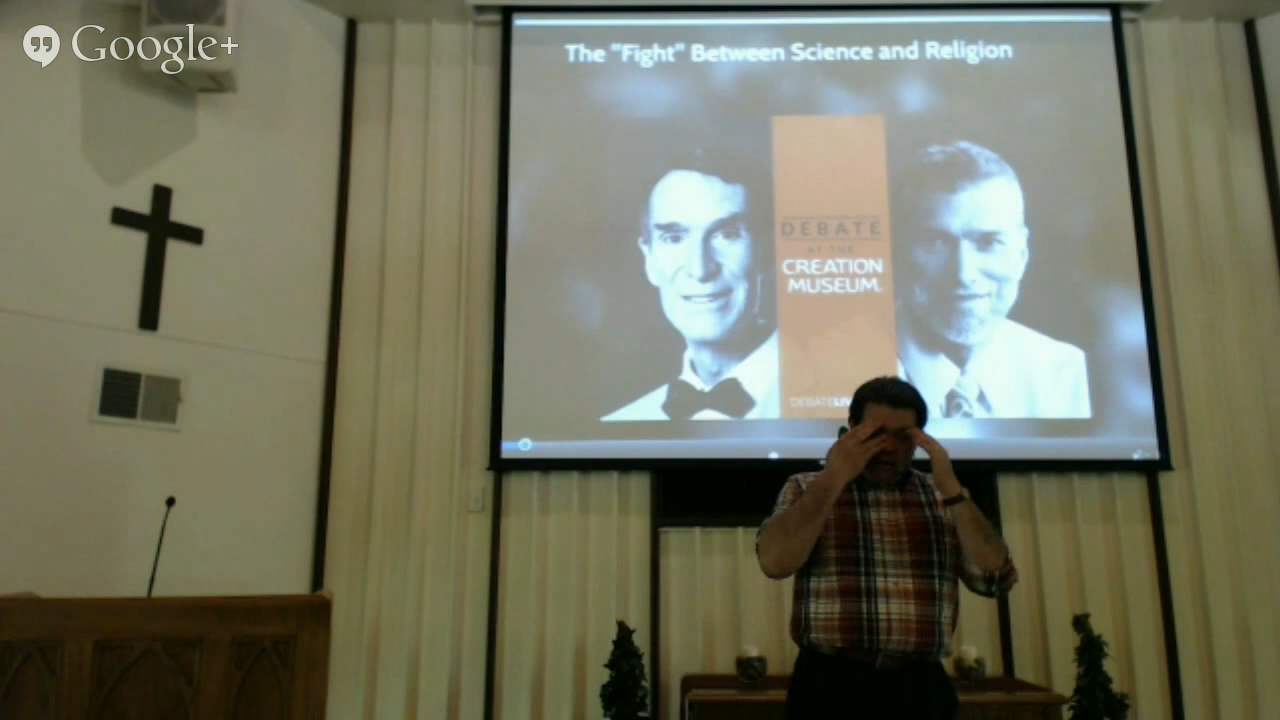 Google+
The "Fight" Between Science and Religion
DEBATE
AT THE
CREATION
MUSEUM